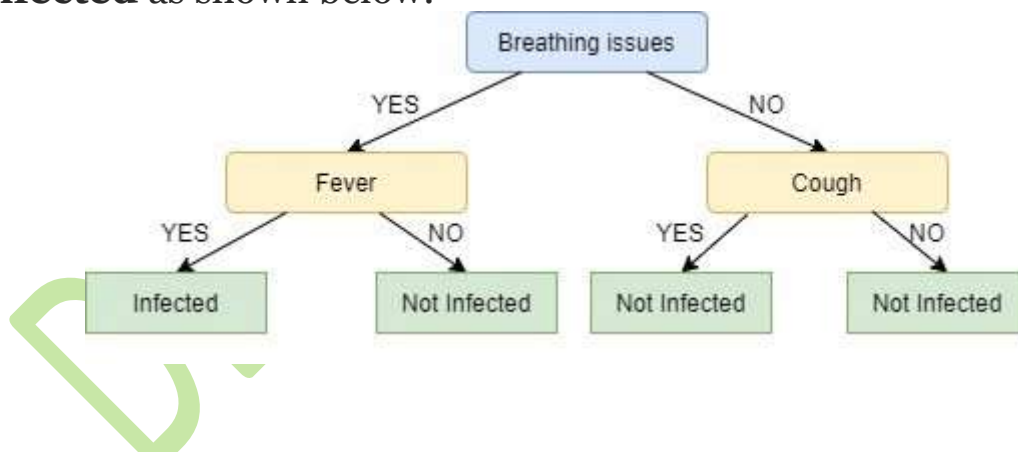 as shown below.
Breathing issues
YES
NO
Fever
Cough
YES
NO
YES
NO
Infected
Not Infected
Not Infected
Not Infected